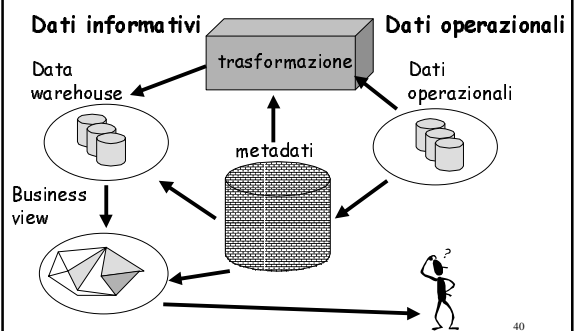 Dati informativi
Dati operazionali
trasformazione
Data
warehouse
Dati
operazionali
metadati
Business
view
?
40